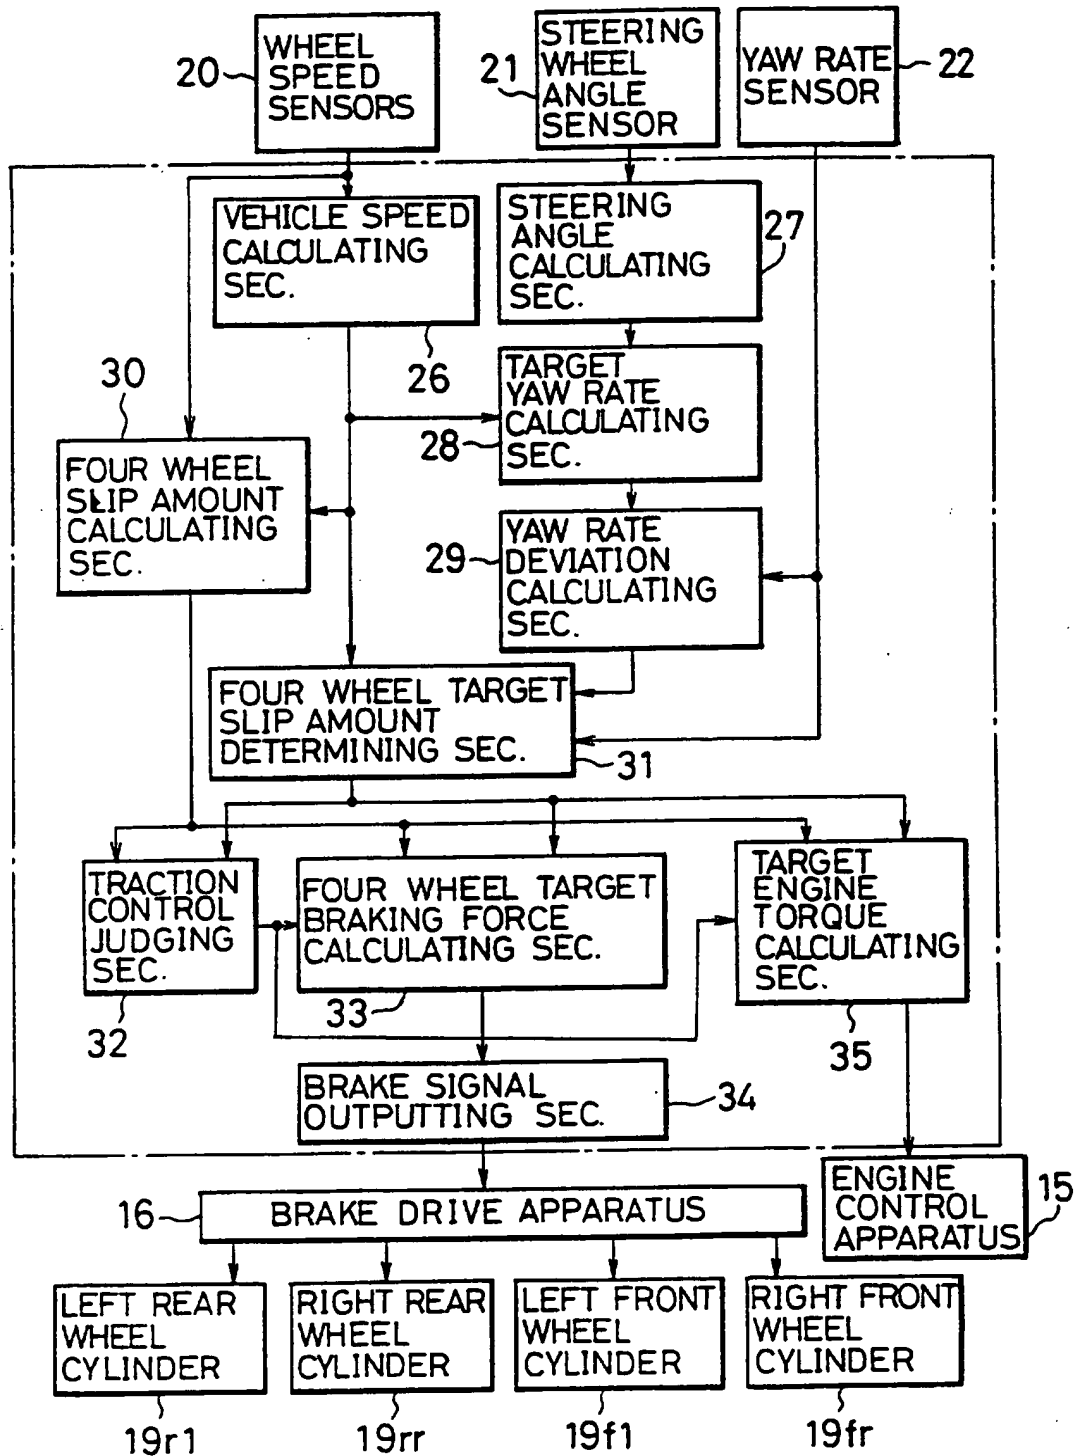 WHEEL
SPEED
SENSORS
20
STEERING
WHEEL
ANGLE
SENSOR
21
YAW RATE
SENSOR
22
VEHICLE SPEED
CALCULATING
SEC.
26
STEERING
ANGLE
CALCULATING
SEC.
27
30
TARGET
YAW RATE
CALCULATING
SEC.
28
FOUR WHEEL
SLIP AMOUNT
CALCULATING
SEC.
YAW RATE
DEVIATION
CALCULATING
SEC.
29
FOUR WHEEL TARGET
SLIP AMOUNT
DETERMINING SEC.
31
TRACTION
CONTROL
JUDGING
SEC.
32
FOUR WHEEL TARGET
BRAKING FORCE
CALCULATING SEC.
33
TARGET
ENGINE
TORQUE
CALCULATING
SEC.
35
BRAKE SIGNAL
OUTPUTTING SEC.
34
16
BRAKE DRIVE APPARATUS
ENGINE
CONTROL
APPARATUS
15
LEFT REAR
WHEEL
CYLINDER
19r1
RIGHT REAR
WHEEL
CYLINDER
19rr
LEFT FRONT
WHEEL
CYLINDER
19f1
RIGHT FRONT
WHEEL
CYLINDER
19fr